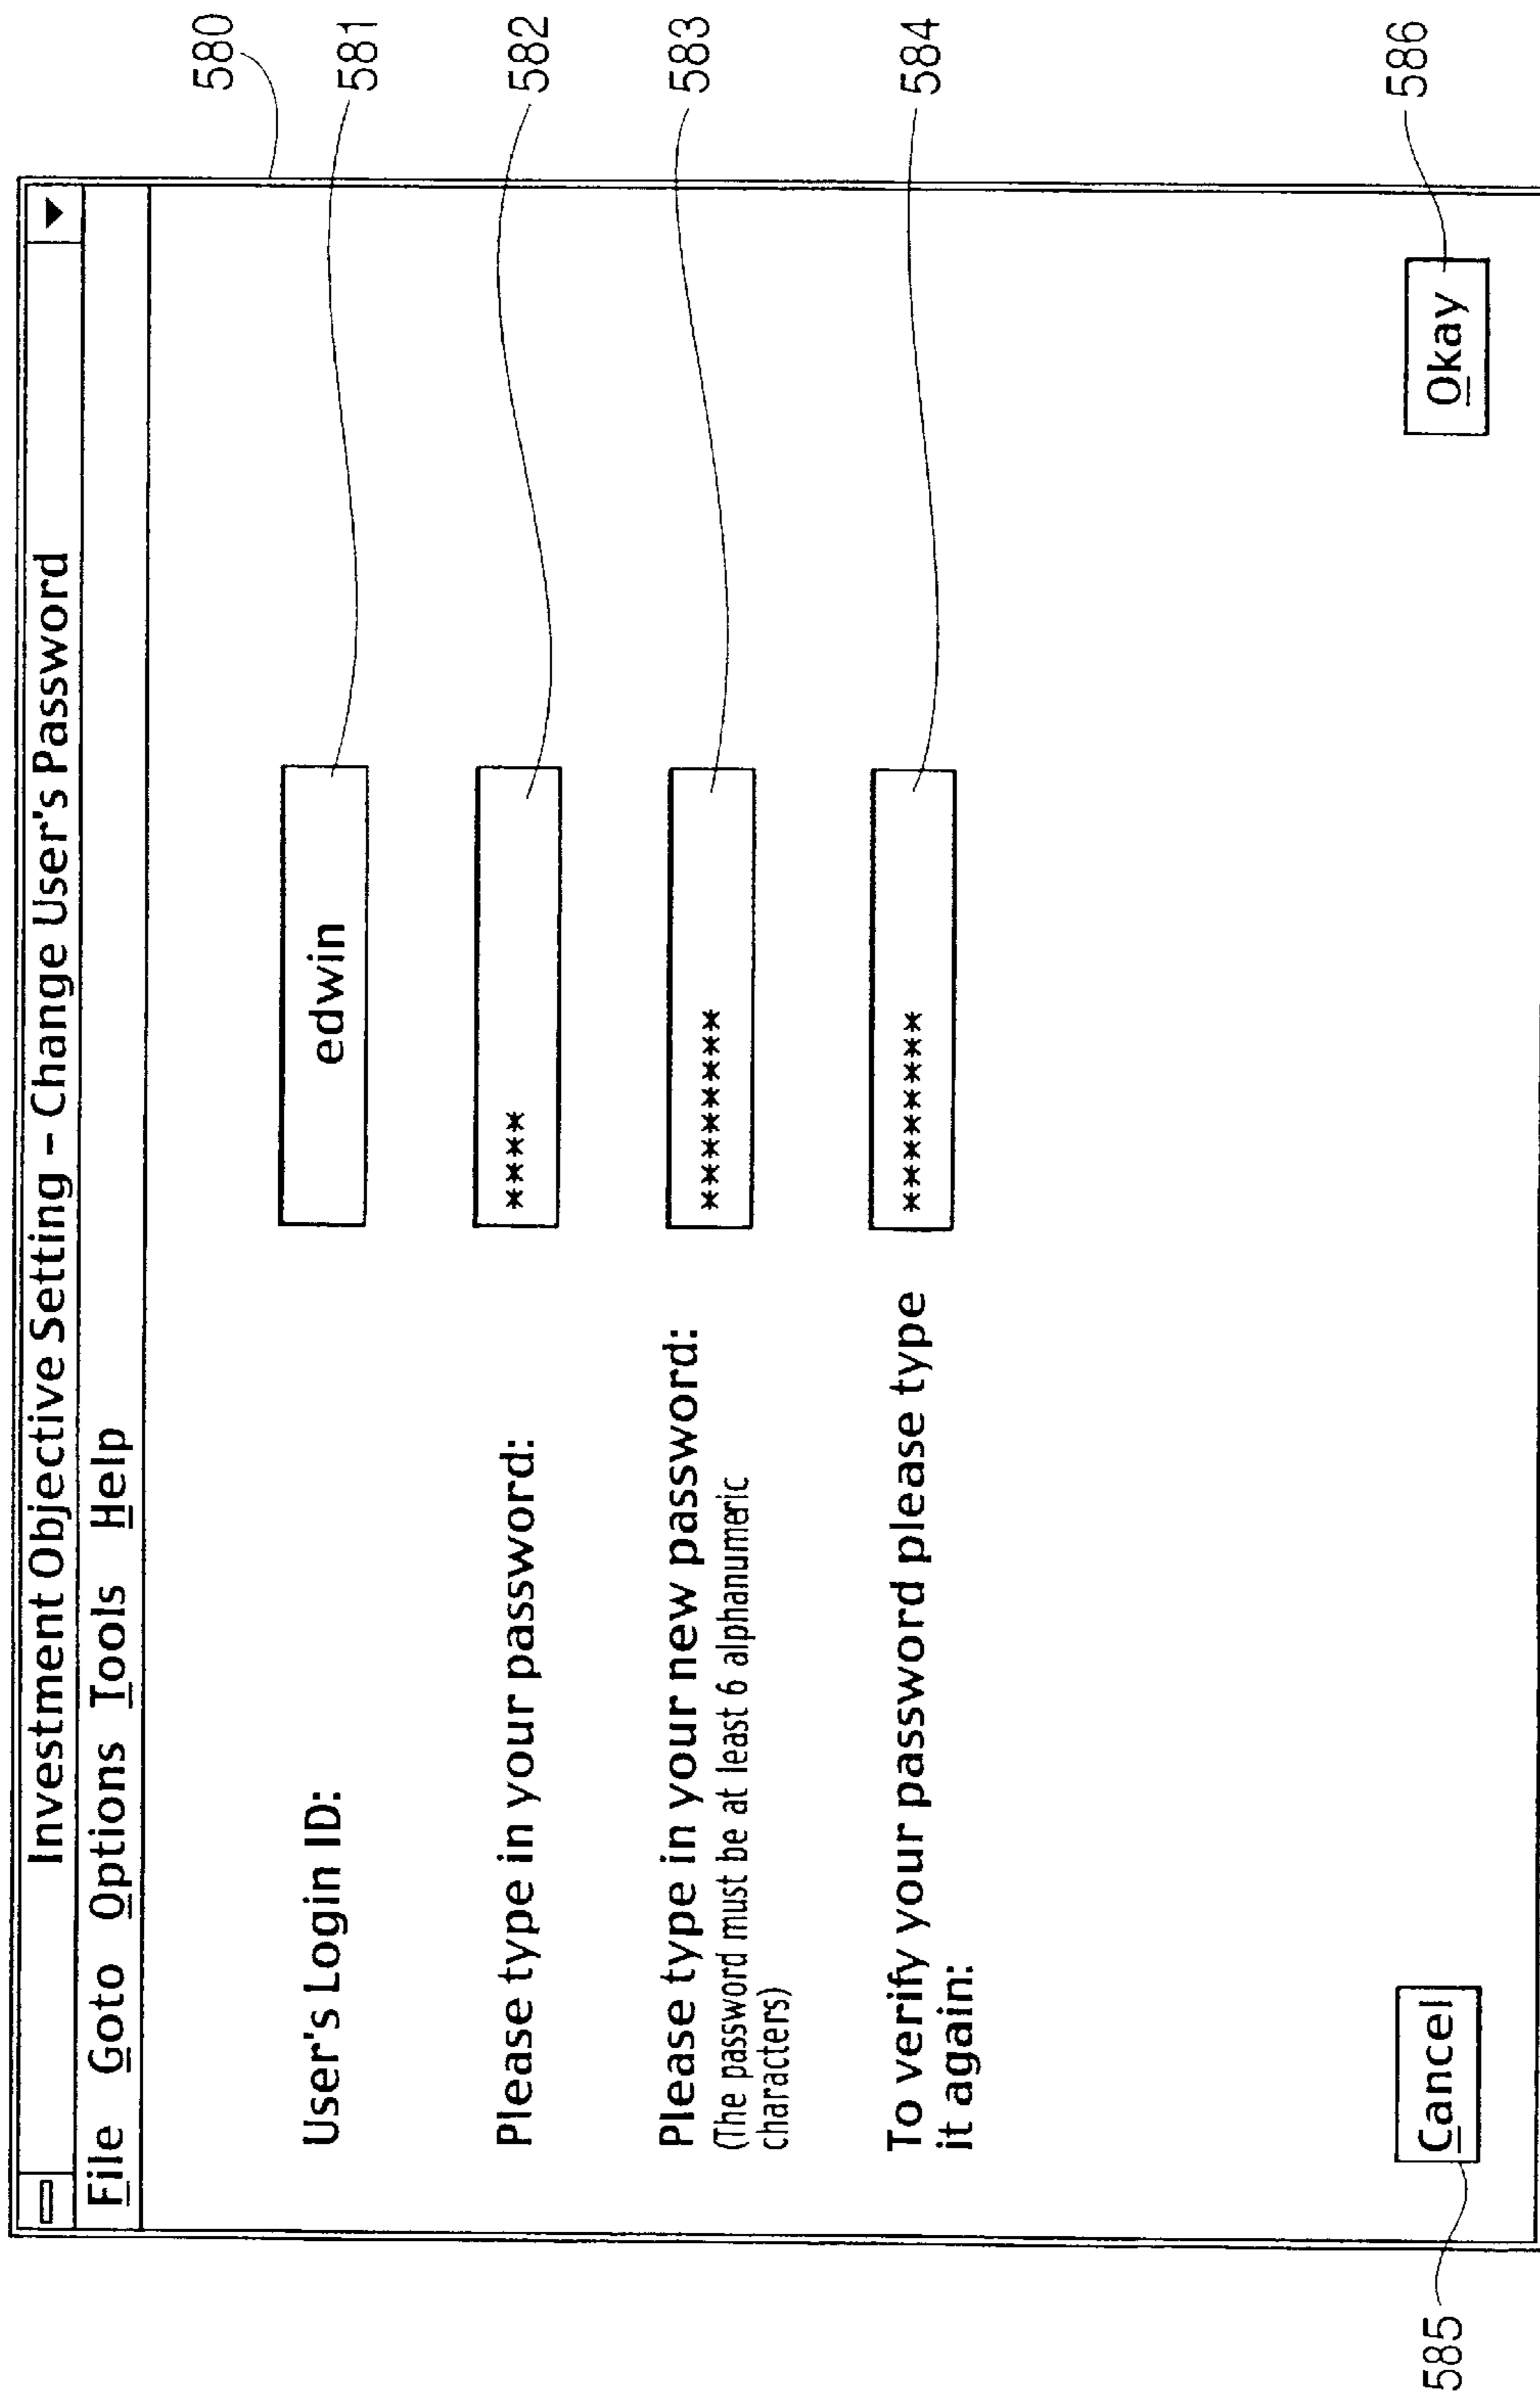 Investment Objective Setting – Change User's Password
File Goto Options Tools Help
580
User's Login ID:
edwin
581
Please type in your password:
****
582
Please type in your new password:
(The password must be at least 6 alphanumeric
characters)
********
583
To verify your password please type
it again:
********
584
Cancel
585
Okay
586